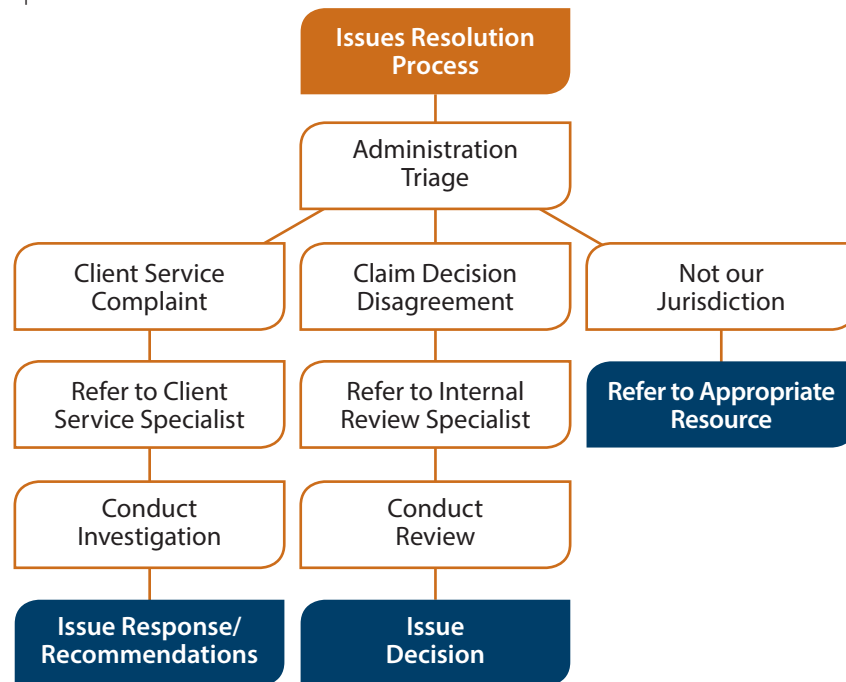 Issues Resolution
Process
Administration
Triage
Client Service
Complaint
Claim Decision
Disagreement
Not our
Jurisdiction
Refer to Client
Service Specialist
Refer to Internal
Review Specialist
Refer to Appropriate
Resource
Conduct
Investigation
Conduct
Review
Issue Response/
Recommendations
Issue
Decision